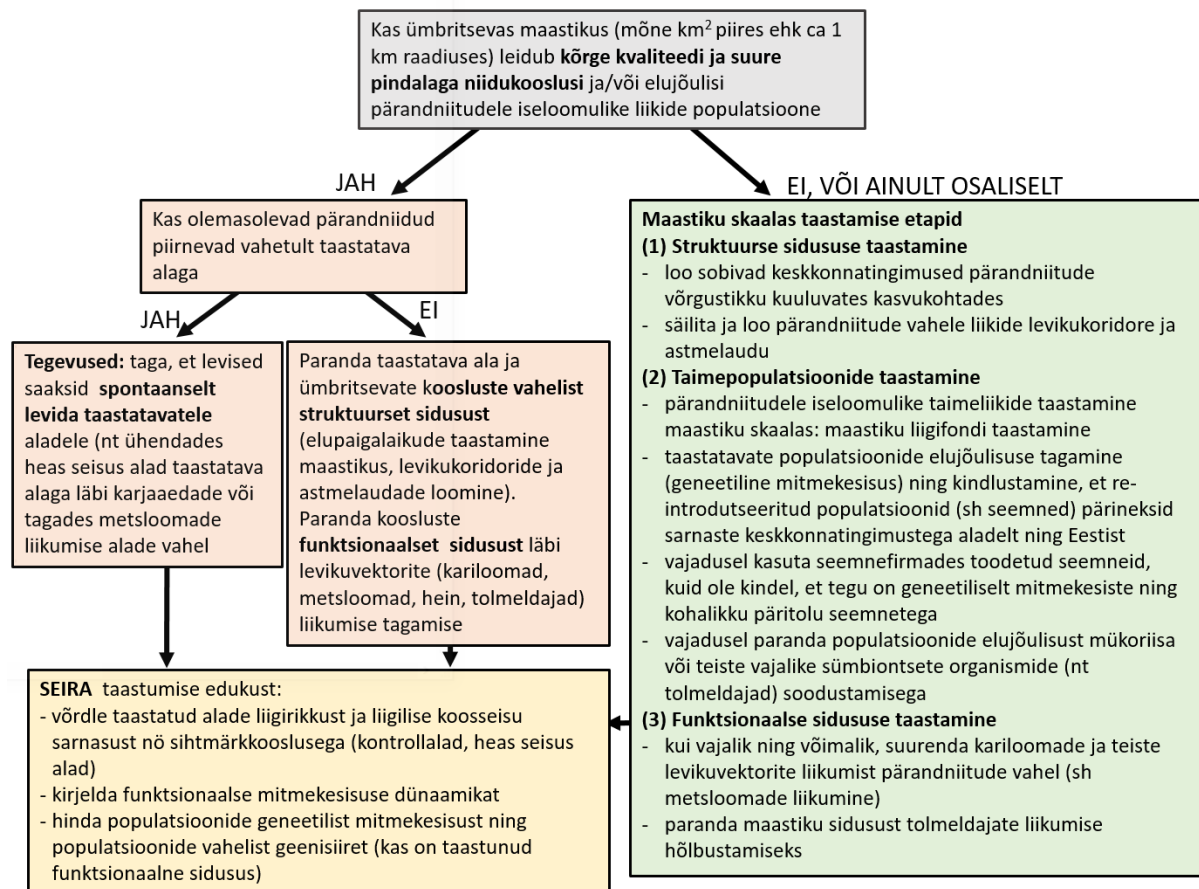 Kas ümbritsevas maastikus (mõne km² piires ehk ca 1
km raadiuses) leidub kõrge kvaliteedi ja suure
pindalaga niidukooslusi ja/või elujõulisi
pärandniitudele iseloomulike liikide populatsioone
JAH
EI, VÕI AINULT OSALISELT
Kas olemasolevad pärandniidud
piirnevad vahetult taastatava
alaga
JAH
EI
Tegevused: taga, et levised
saaksid spontaanselt
levida taastatavatele
aladele (nt ühendades
heas seisus alad taastatava
alaga läbi karjaaedade või
tagades metsloomade
liikumise alade vahel
Paranda taastatava ala ja
ümbritsevate koosluste vahelist
struktuurset sidusust
(elupaigalaikude taastamine
maastikus, levikukoridoride ja
astmelaudade loomine).
Paranda koosluste
funktsionaalset sidusust läbi
levikuvektorite (kariloomad,
metsloomad, hein, tolmeldajad)
liikumise tagamise
Maastiku skaalas taastamise etapid
(1) Struktuurse sidususe taastamine
- loo sobivad keskkonnatingimused pärandniitude
võrgustikku kuuluvates kasvukohtades
- säilita ja loo pärandniitude vahele liikide levikukoridore ja
astmelaudu
(2) Taimepopulatsioonide taastamine
- pärandniitudele iseloomulike taimeliikide taastamine
maastiku skaalas: maastiku liigifondi taastamine
- taastatavate populatsioonide elujõulisuse tagamine
(geneetiline mitmekesisus) ning kindlustamine, et re-
introdutseeritud populatsioonid (sh seemned) pärineksid
sarnaste keskkonnatingimustega aladelt ning Eestist
- vajadusel kasuta seemnefirmades toodetud seemneid,
kuid ole kindel, et tegu on geneetiliselt mitmekesiste ning
kohalikku päritolu seemnetega
- vajadusel paranda populatsioonide elujõulisust mükoriisa
või teiste vajalike sümbiontsete organismide (nt
tolmeldajad) soodustamisega
(3) Funktsionaalse sidususe taastamine
- kui vajalik ning võimalik, suurenda kariloomade ja teiste
levikuvektorite liikumist pärandniitude vahel (sh
metsloomade liikumine)
- paranda maastiku sidusust tolmeldajate liikumise
hõlbustamiseks
SEIRA taastumise edukust:
- võrdle taastatud alade liigirikkust ja liigilise koosseisu
sarnasust nö sihtmärkkooslusega (kontrollalad, heas seisus
alad)
- kirjelda funktsionaalse mitmekesisuse dünaamikat
- hinda populatsioonide geneetilist mitmekesisust ning
populatsioonide vahelist geenisiiret (kas on taastunud
funktsionaalne sidusus)